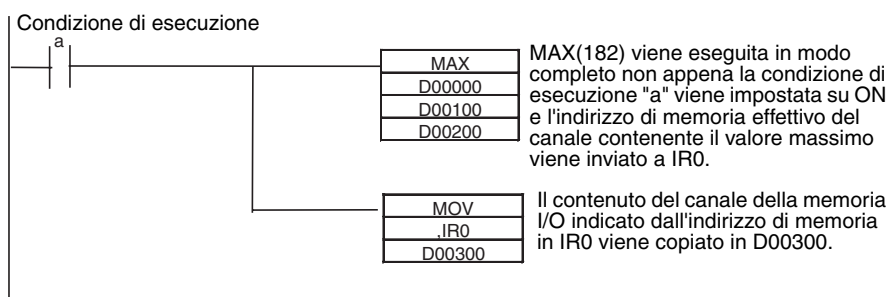 Condizione di esecuzione
a
MAX
D00000
D00100
D00200
MAX(182) viene eseguita in modo
completo non appena la condizione di
esecuzione "a" viene impostata su ON
e l'indirizzo di memoria effettivo del
canale contenente il valore massimo
viene inviato a IR0.
MOV
,IR0
D00300
Il contenuto del canale della memoria
I/O indicato dall'indirizzo di memoria
in IR0 viene copiato in D00300.